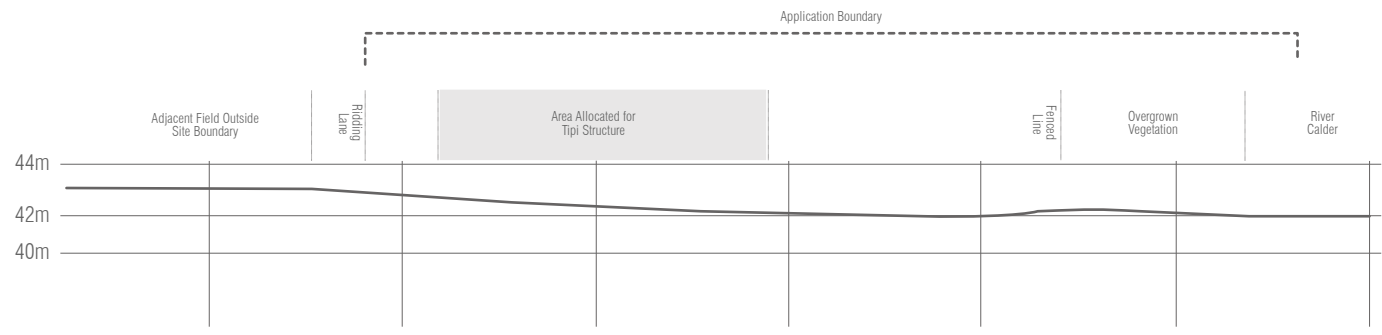 Application Boundary
Adjacent Field Outside
Site Boundary
Ridding
Lane
Area Allocated for
Tipi Structure
Fenced
Line
Overgrown
Vegetation
River
Calder
44m
42m
40m